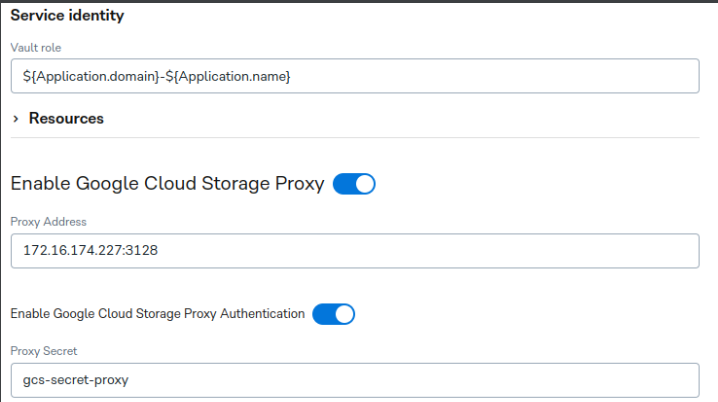 Service identity
Vault role
${Application.domain}-${Application.name}
Resources
Enable Google Cloud Storage Proxy
Proxy Address
172.16.174.227:3128
Enable Google Cloud Storage Proxy Authentication
Proxy Secret
gcs-secret-proxy